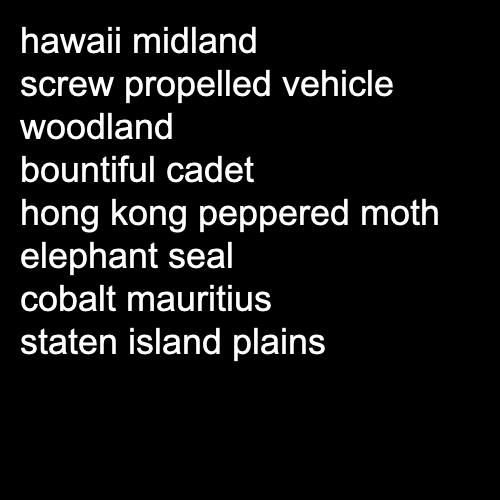 hawaii midland
screw propelled vehicle
woodland
bountiful cadet
hong kong peppered moth
elephant seal
cobalt mauritius
staten island plains